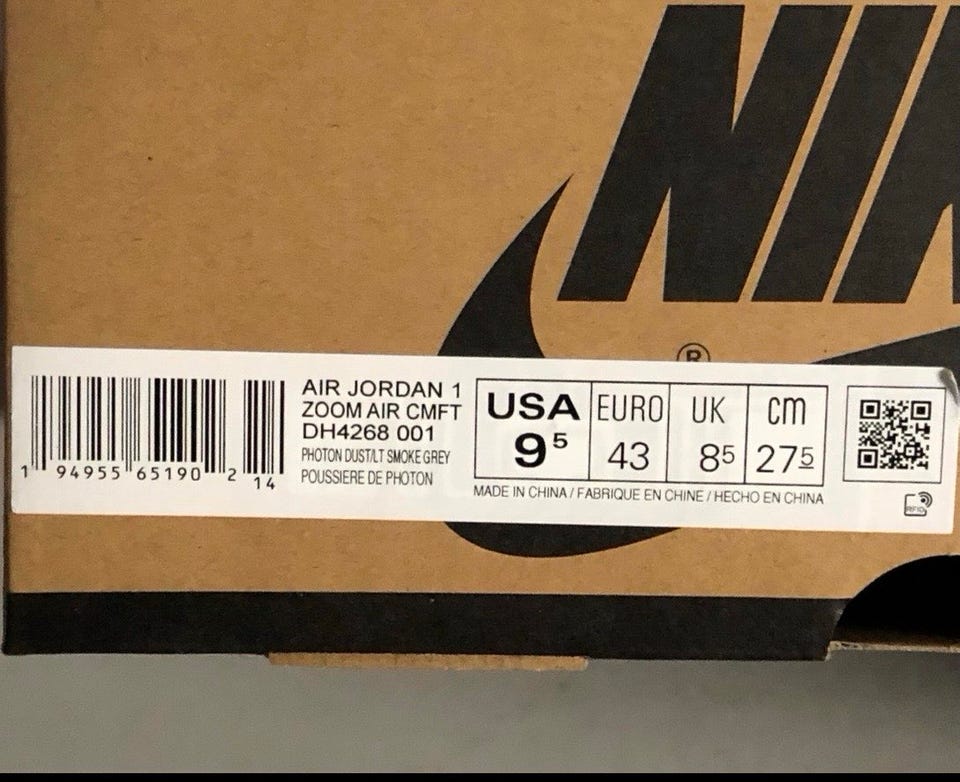 NIK
®
AIR JORDAN 1
ZOOM AIR CMFT
DH4268 001
PHOTON DUST/LT SMOKE GREY
POUSSIERE DE PHOTON
USA EURO UK cm
9⁵ 43 8⁵ 27⁵
MADE IN CHINA / FABRIQUE EN CHINE / HECHO EN CHINA
1 94955 65190 2 14
RFID